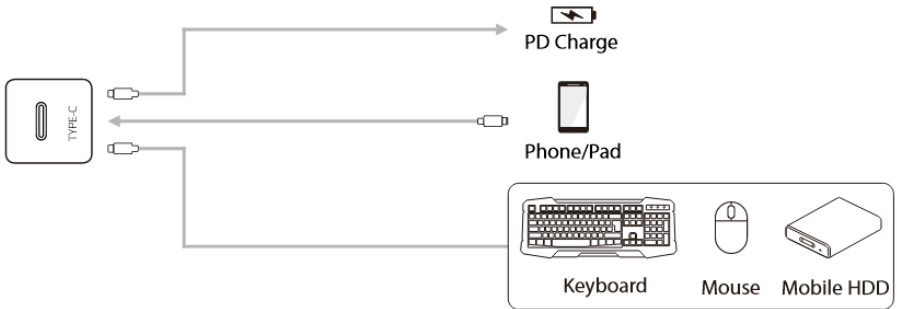 PD Charge
TYPE-C
Phone/Pad
Keyboard
Mouse
Mobile HDD